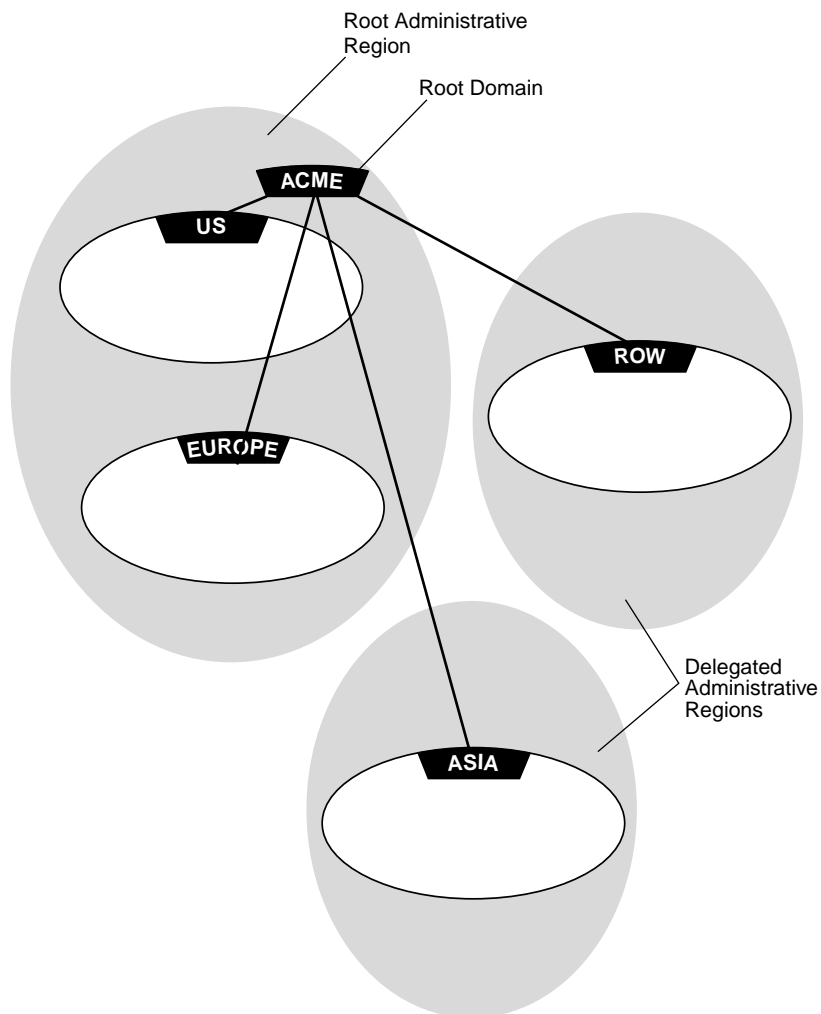 Root Administrative
Region
Root Domain
ACME
US
ROW
EUROPE
Delegated
Administrative
Regions
ASIA